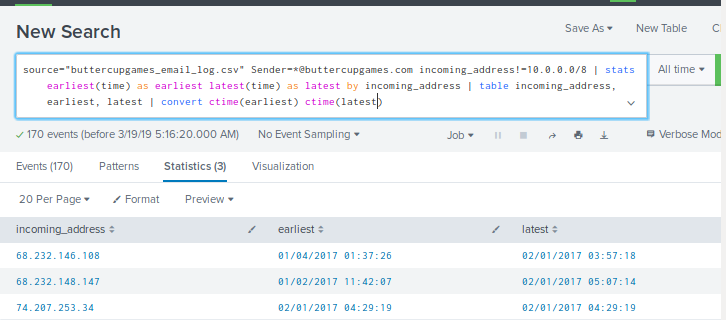 New Search
Save As New Table
source="buttercupgames_email_log.csv" Sender=*@buttercupgames.com incoming_address!=10.0.0.0/8 | stats
earliest(time) as earliest latest(time) as latest by incoming_address | table incoming_address,
earliest, latest | convert ctime(earliest) ctime(latest)
All time
170 events (before 3/19/19 5:16:20.000 AM) No Event Sampling Job Verbose Mod
Events (170) Patterns Statistics (3) Visualization
20 Per Page Format Preview
incoming_address earliest latest
68.232.146.108 01/04/2017 01:37:26 02/01/2017 03:57:18
68.232.148.147 01/02/2017 11:42:07 02/01/2017 05:07:14
74.207.253.34 02/01/2017 04:29:19 02/01/2017 04:29:19